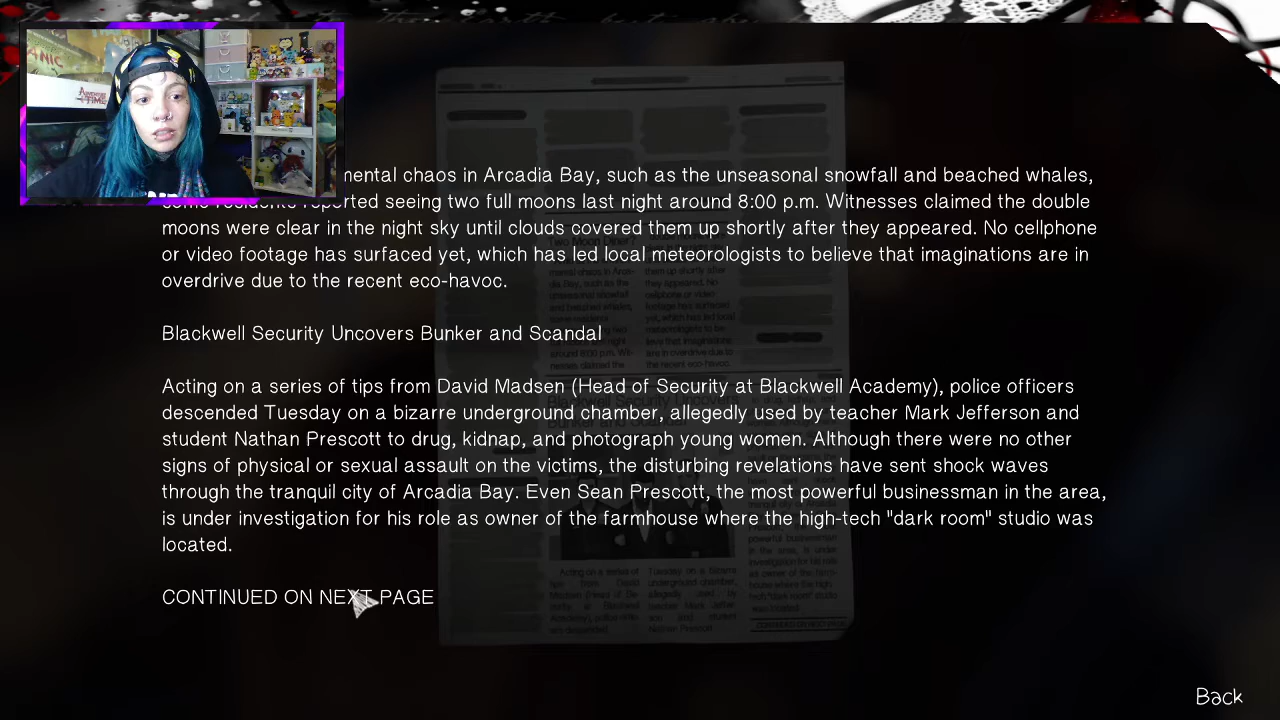 mental chaos in Arcadia Bay, such as the unseasonal snowfall and beached whales,
some residents reported seeing two full moons last night around 8:00 p.m. Witnesses claimed the double
moons were clear in the night sky until clouds covered them up shortly after they appeared. No cellphone
or video footage has surfaced yet, which has led local meteorologists to believe that imaginations are in
overdrive due to the recent eco-havoc.
Blackwell Security Uncovers Bunker and Scandal
Acting on a series of tips from David Madsen (Head of Security at Blackwell Academy), police officers
descended Tuesday on a bizarre underground chamber, allegedly used by teacher Mark Jefferson and
student Nathan Prescott to drug, kidnap, and photograph young women. Although there were no other
signs of physical or sexual assault on the victims, the disturbing revelations have sent shock waves
through the tranquil city of Arcadia Bay. Even Sean Prescott, the most powerful businessman in the area,
is under investigation for his role as owner of the farmhouse where the high-tech "dark room" studio was
located.
CONTINUED ON NEXT PAGE
Back